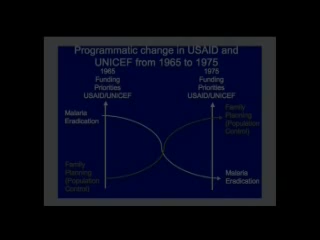 Programmatic change in USAID and
UNICEF from 1965 to 1975
1965
Funding
Priorities
USAID/UNICEF
1975
Funding
Priorities
USAID/UNICEF
Malaria
Eradication
Family
Planning
(Population
Control)
Family
Planning
(Population
Control)
Malaria
Eradication